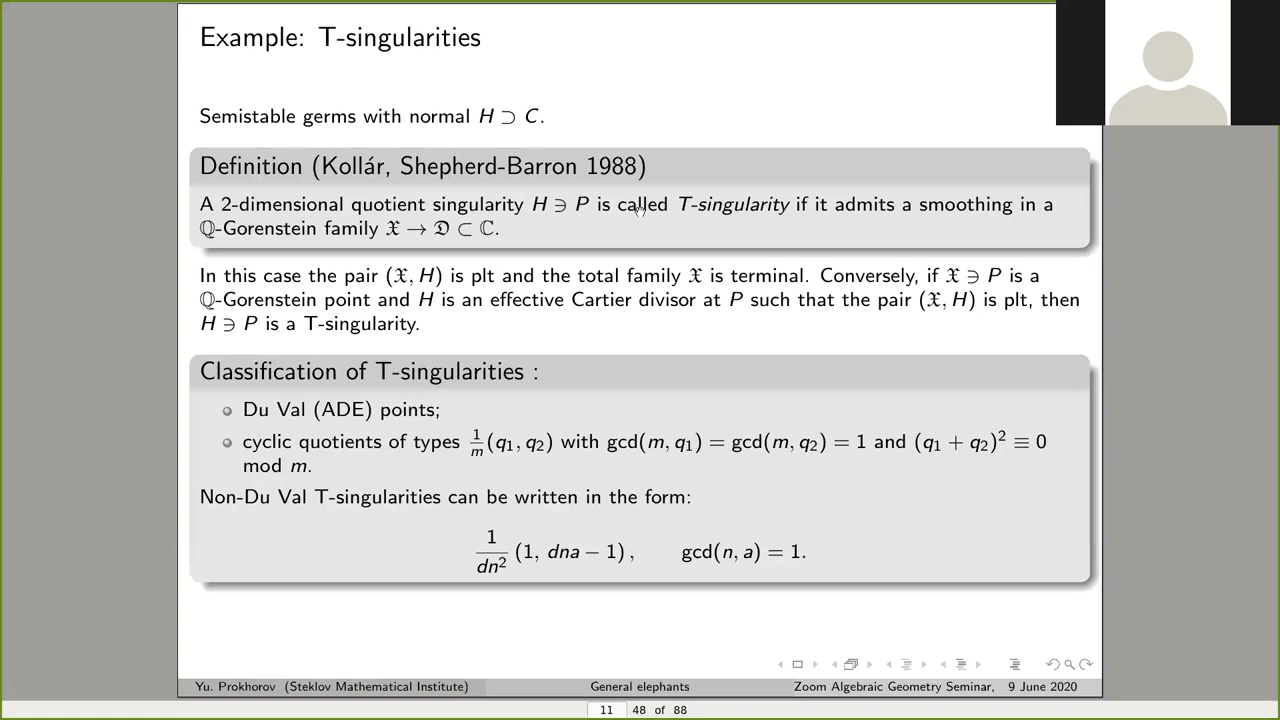 Example: T-singularities
Semistable germs with normal H ⊃ C.
Definition (Kollár, Shepherd-Barron 1988)
A 2-dimensional quotient singularity H ∋ P is called T-singularity if it admits a smoothing in a
ℚ-Gorenstein family 𝔛 → 𝔇 ⊂ ℂ.
In this case the pair (𝔛, H) is plt and the total family 𝔛 is terminal. Conversely, if 𝔛 ∋ P is a
ℚ-Gorenstein point and H is an effective Cartier divisor at P such that the pair (𝔛, H) is plt, then
H ∋ P is a T-singularity.
Classification of T-singularities :
Du Val (ADE) points;
cyclic quotients of types 1/m (q₁, q₂) with gcd(m, q₁) = gcd(m, q₂) = 1 and (q₁ + q₂)² ≡ 0
mod m.
Non-Du Val T-singularities can be written in the form:
1/dn² (1, dna − 1), gcd(n, a) = 1.
Yu. Prokhorov (Steklov Mathematical Institute) General elephants Zoom Algebraic Geometry Seminar, 9 June 2020
11 48 of 88